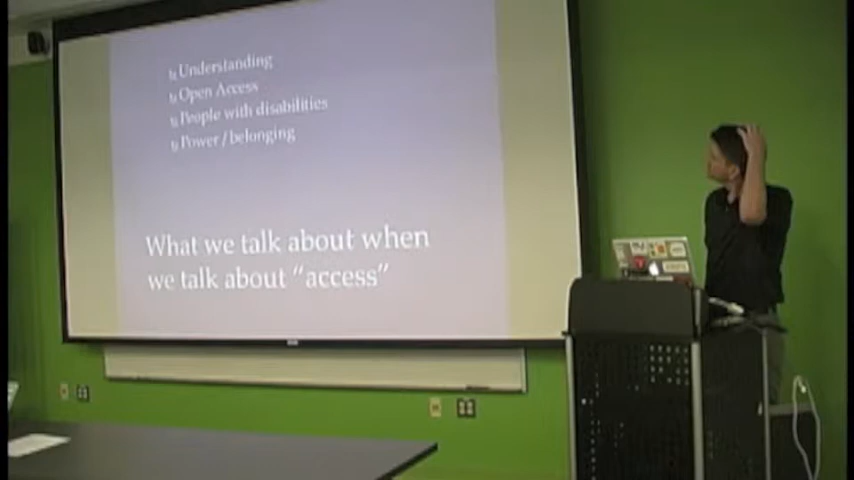 Understanding
Open Access
People with disabilities
Power / belonging
What we talk about when
we talk about “access”